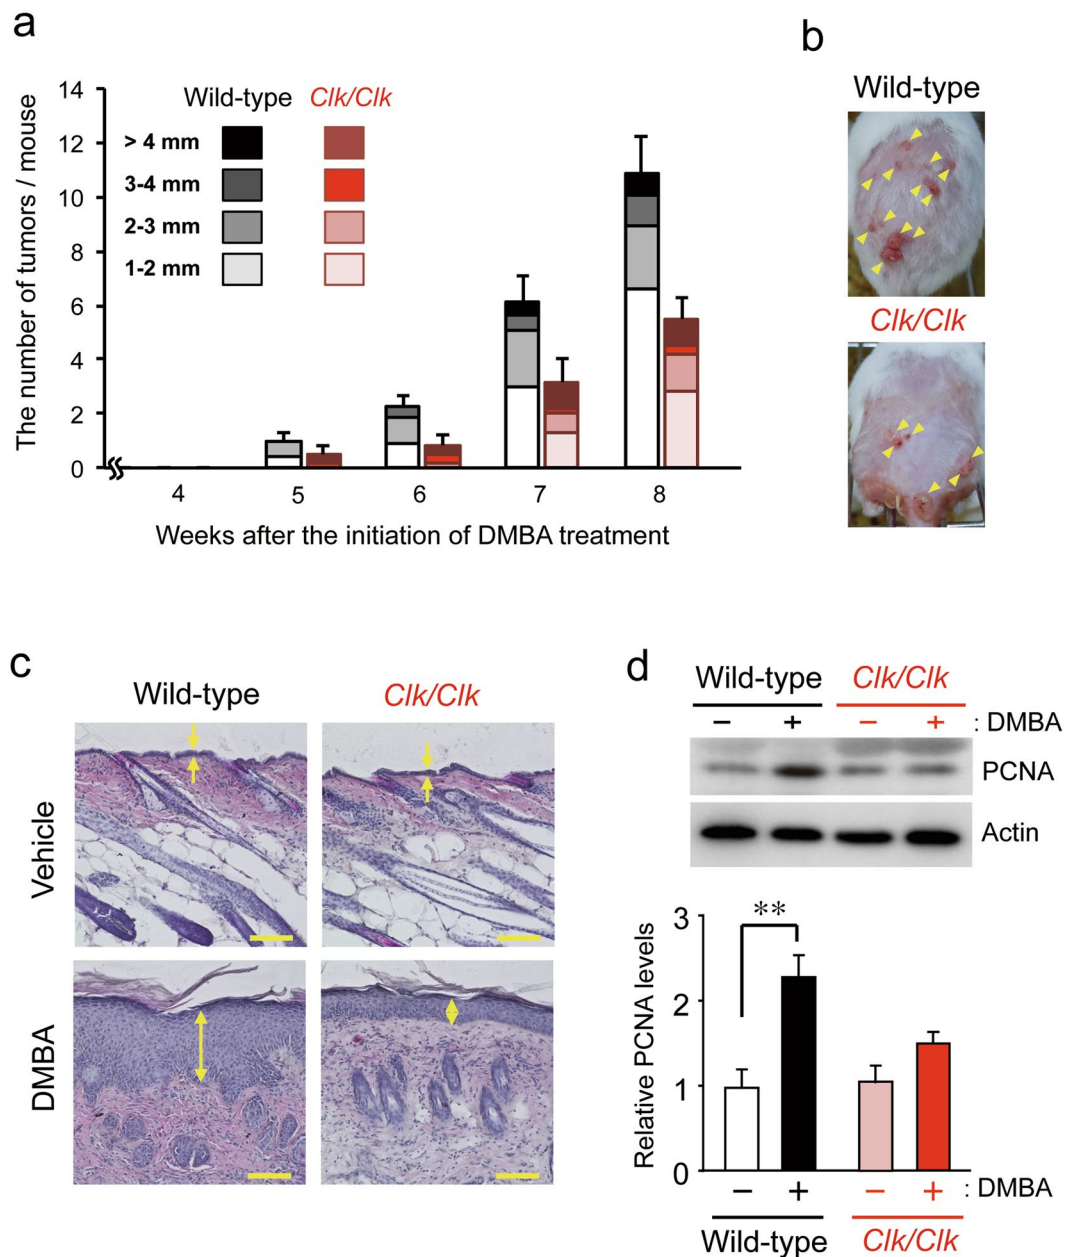 a
The number of tumors / mouse
14
12
10
8
6
4
2
0
Wild-type Clk/Clk
> 4 mm
3-4 mm
2-3 mm
1-2 mm
4 5 6 7 8
Weeks after the initiation of DMBA treatment
b
Wild-type
Clk/Clk
c
Wild-type Clk/Clk
Vehicle
DMBA
d
Wild-type Clk/Clk
− + − + : DMBA
PCNA
Actin
Relative PCNA levels
3
2
1
0
**
− + − + : DMBA
Wild-type Clk/Clk